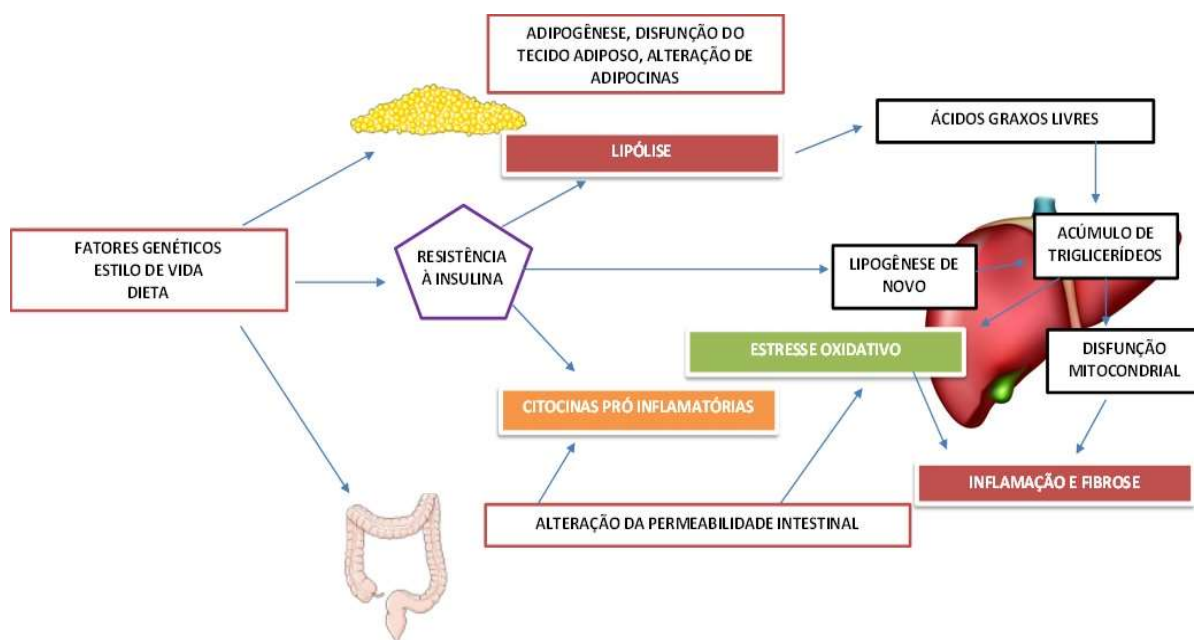 ADIPOGÊNESE, DISFUNÇÃO DO
TECIDO ADIPOSO, ALTERAÇÃO DE
ADIPOCINAS
ÁCIDOS GRAXOS LIVRES
LIPÓLISE
FATORES GENÉTICOS
ESTILO DE VIDA
DIETA
RESISTÊNCIA
À INSULINA
LIPOGÊNESE DE
NOVO
ACÚMULO DE
TRIGLICERÍDEOS
ESTRESSE OXIDATIVO
DISFUNÇÃO
MITOCONDRIAL
CITOCINAS PRÓ INFLAMATÓRIAS
INFLAMAÇÃO E FIBROSE
ALTERAÇÃO DA PERMEABILIDADE INTESTINAL